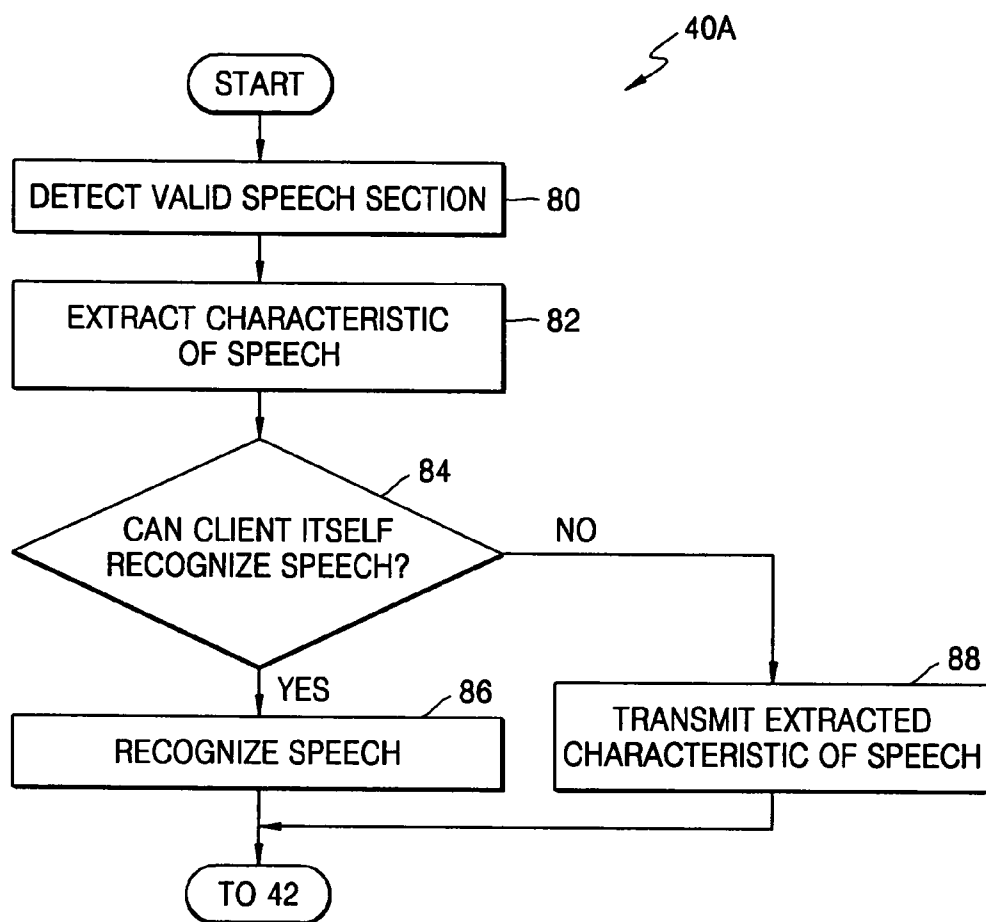 40A
START
DETECT VALID SPEECH SECTION
80
EXTRACT CHARACTERISTIC
OF SPEECH
82
84
CAN CLIENT ITSELF
RECOGNIZE SPEECH?
NO
YES
86
RECOGNIZE SPEECH
88
TRANSMIT EXTRACTED
CHARACTERISTIC OF SPEECH
TO 42